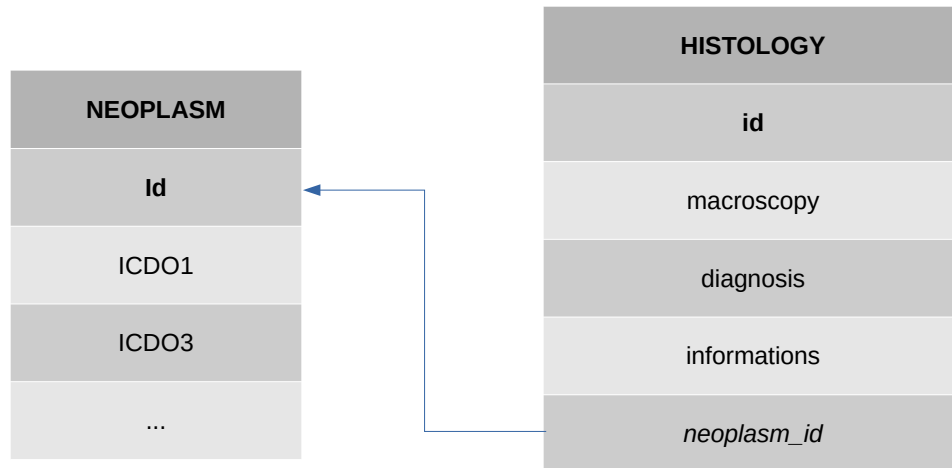 NEOPLASM
Id
ICDO1
ICDO3
...
HISTOLOGY
id
macroscopy
diagnosis
informations
neoplasm_id